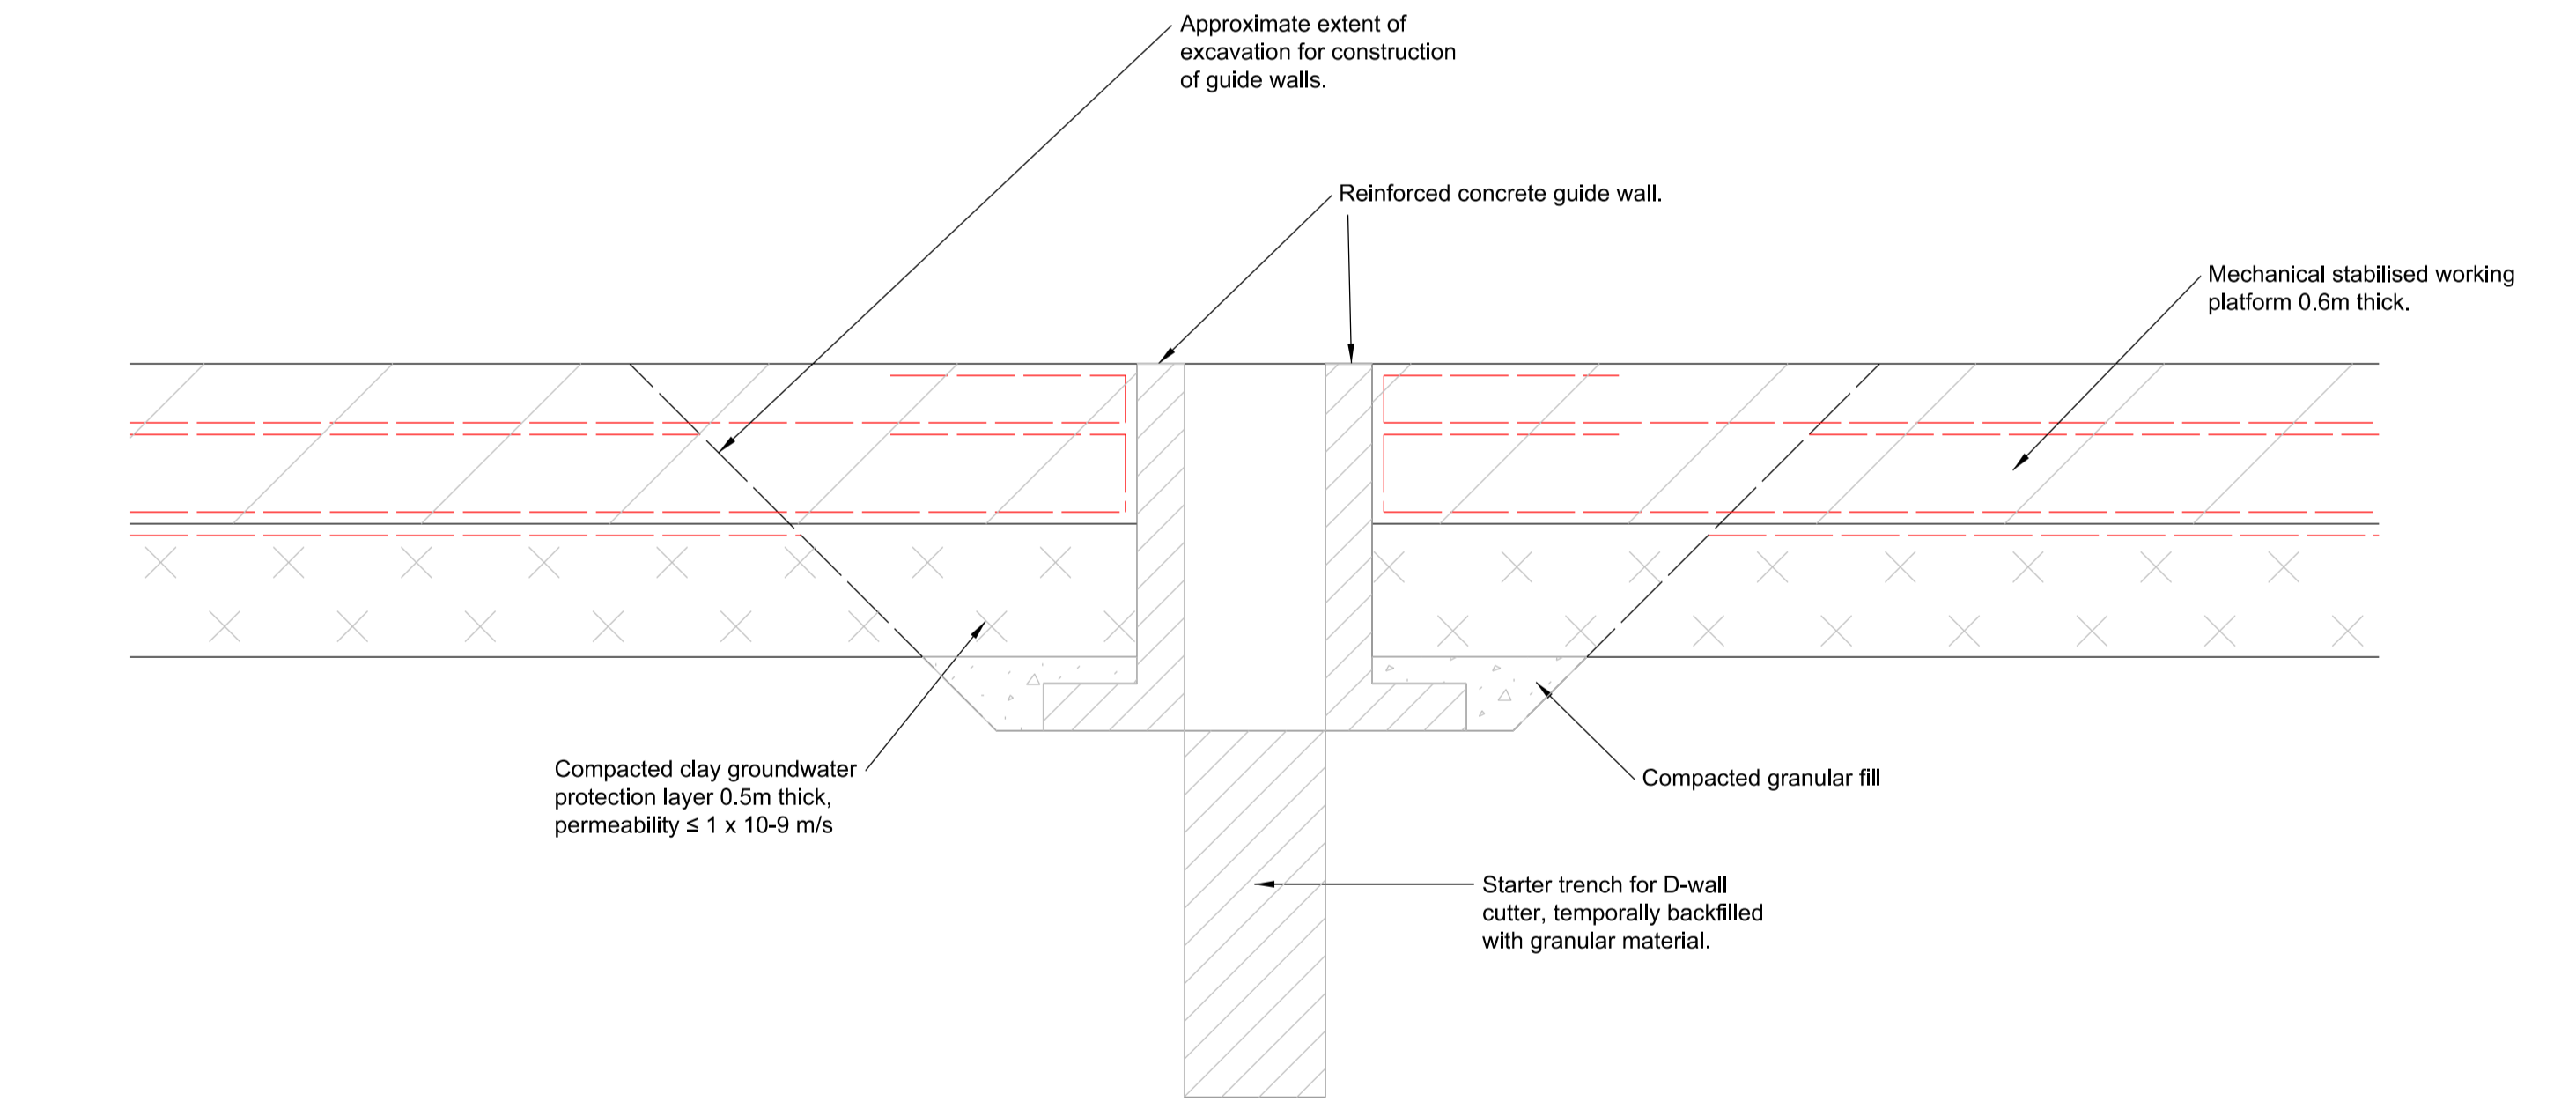 Approximate extent of
excavation for construction
of guide walls.
Reinforced concrete guide wall.
Mechanical stabilised working
platform 0.6m thick.
Compacted clay groundwater
protection layer 0.5m thick,
permeability ≤ 1 x 10-9 m/s
Compacted granular fill
Starter trench for D-wall
cutter, temporally backfilled
with granular material.